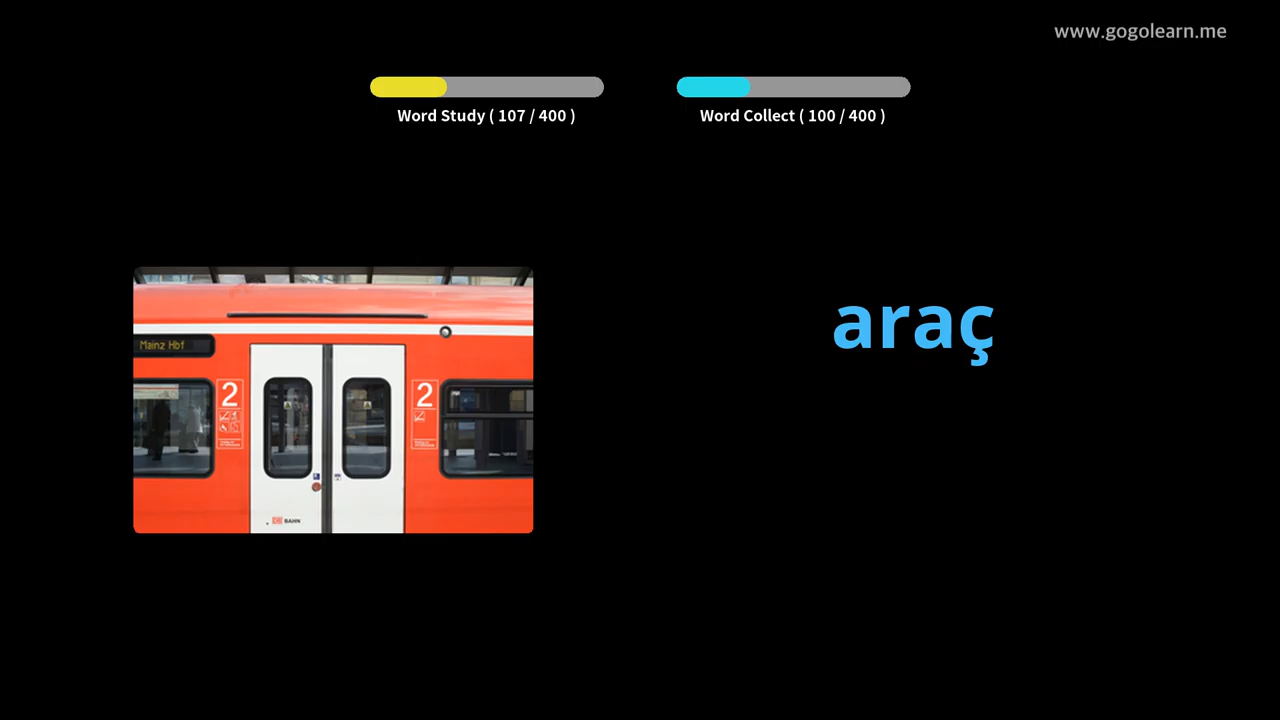 www.gogolearn.me
Word Study ( 107 / 400 )
Word Collect ( 100 / 400 )
araç
Mainz Hbf
2
2
DB BAHN